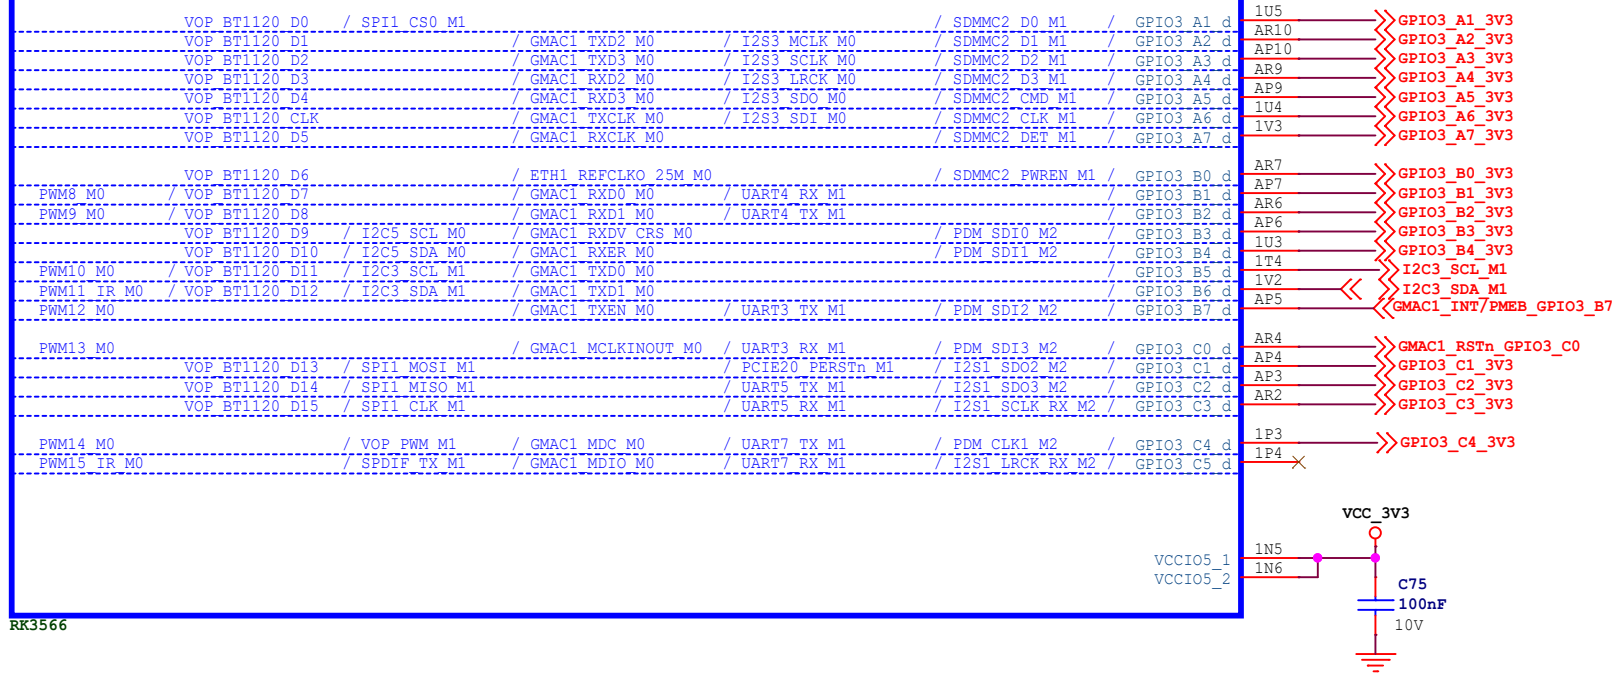 VOP_BT1120_D0 / SPI1_CS0_M1 / SDMMC2_D0_M1 / GPIO3_A1_d 1U5 GPIO3_A1_3V3
VOP_BT1120_D1 / GMAC1_TXD2_M0 / I2S3_MCLK_M0 / SDMMC2_D1_M1 / GPIO3_A2_d AR10 GPIO3_A2_3V3
VOP_BT1120_D2 / GMAC1_TXD3_M0 / I2S3_SCLK_M0 / SDMMC2_D2_M1 / GPIO3_A3_d AP10 GPIO3_A3_3V3
VOP_BT1120_D3 / GMAC1_RXD2_M0 / I2S3_LRCK_M0 / SDMMC2_D3_M1 / GPIO3_A4_d AR9 GPIO3_A4_3V3
VOP_BT1120_D4 / GMAC1_RXD3_M0 / I2S3_SDO_M0 / SDMMC2_CMD_M1 / GPIO3_A5_d AP9 GPIO3_A5_3V3
VOP_BT1120_CLK / GMAC1_TXCLK_M0 / I2S3_SDI_M0 / SDMMC2_CLK_M1 / GPIO3_A6_d 1U4 GPIO3_A6_3V3
VOP_BT1120_D5 / GMAC1_RXCLK_M0 / SDMMC2_DET_M1 / GPIO3_A7_d 1V3 GPIO3_A7_3V3
VOP_BT1120_D6 / ETH1_REFCLKO_25M_M0 / SDMMC2_PWREN_M1 / GPIO3_B0_d AR7 GPIO3_B0_3V3
PWM8_M0 / VOP_BT1120_D7 / GMAC1_RXD0_M0 / UART4_RX_M1 / GPIO3_B1_d AP7 GPIO3_B1_3V3
PWM9_M0 / VOP_BT1120_D8 / GMAC1_RXD1_M0 / UART4_TX_M1 / GPIO3_B2_d AR6 GPIO3_B2_3V3
VOP_BT1120_D9 / I2C5_SCL_M0 / GMAC1_RXDV_CRS_M0 / PDM_SDI0_M2 / GPIO3_B3_d AP6 GPIO3_B3_3V3
VOP_BT1120_D10 / I2C5_SDA_M0 / GMAC1_RXER_M0 / PDM_SDI1_M2 / GPIO3_B4_d 1U3 GPIO3_B4_3V3
PWM10_M0 / VOP_BT1120_D11 / I2C3_SCL_M1 / GMAC1_TXD0_M0 / GPIO3_B5_d 1T4 I2C3_SCL_M1
PWM11_IR_M0 / VOP_BT1120_D12 / I2C3_SDA_M1 / GMAC1_TXD1_M0 / GPIO3_B6_d 1V2 I2C3_SDA_M1
PWM12_M0 / GMAC1_TXEN_M0 / UART3_TX_M1 / PDM_SDI2_M2 / GPIO3_B7_d AP5 GMAC1_INT/PMEB_GPIO3_B7
PWM13_M0 / GMAC1_MCLKINOUT_M0 / UART3_RX_M1 / PDM_SDI3_M2 / GPIO3_C0_d AR4 GMAC1_RSTn_GPIO3_C0
VOP_BT1120_D13 / SPI1_MOSI_M1 / PCIE20_PERSTn_M1 / I2S1_SDO2_M2 / GPIO3_C1_d AP4 GPIO3_C1_3V3
VOP_BT1120_D14 / SPI1_MISO_M1 / UART5_TX_M1 / I2S1_SDO3_M2 / GPIO3_C2_d AP3 GPIO3_C2_3V3
VOP_BT1120_D15 / SPI1_CLK_M1 / UART5_RX_M1 / I2S1_SCLK_RX_M2 / GPIO3_C3_d AR2 GPIO3_C3_3V3
PWM14_M0 / VOP_PWM_M1 / GMAC1_MDC_M0 / UART7_TX_M1 / PDM_CLK1_M2 / GPIO3_C4_d 1P3 GPIO3_C4_3V3
PWM15_IR_M0 / SPDIF_TX_M1 / GMAC1_MDIO_M0 / UART7_RX_M1 / I2S1_LRCK_RX_M2 / GPIO3_C5_d 1P4
VCC_3V3
VCCIO5_1 1N5
VCCIO5_2 1N6
C75
100nF
10V
RK3566